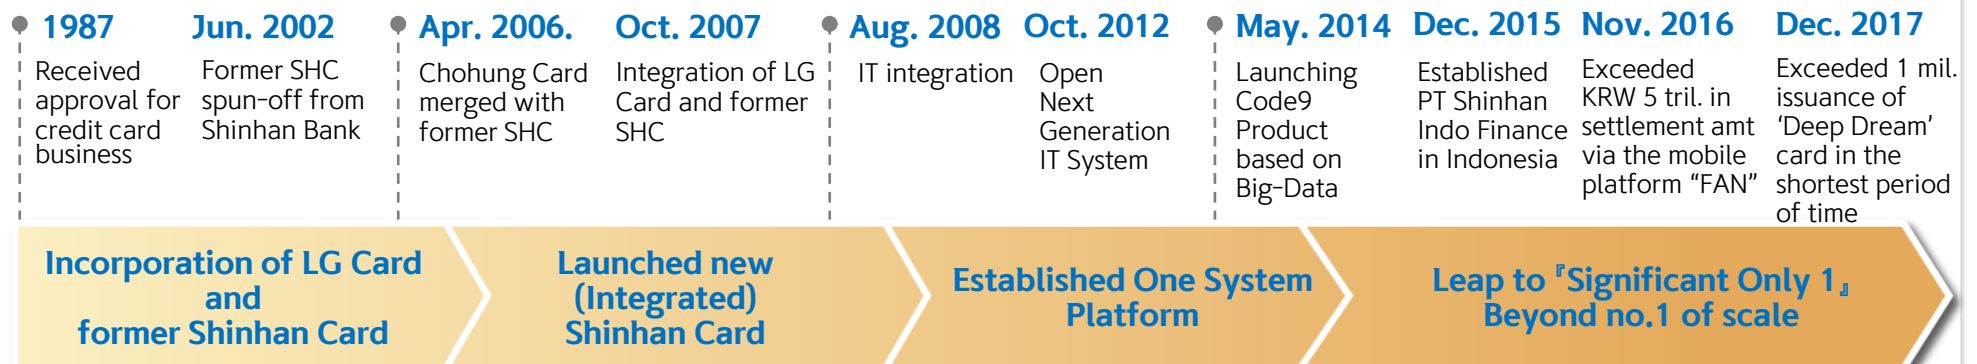 1987
Received
approval for
credit card
business
Jun. 2002
Former SHC
spun-off from
Shinhan Bank
Apr. 2006.
Chohung Card
merged with
former SHC
Oct. 2007
Integration of LG
Card and former
SHC
Aug. 2008
IT integration
Oct. 2012
Open
Next
Generation
IT System
May. 2014
Launching
Code9
Product
based on
Big-Data
Dec. 2015
Established
PT Shinhan
Indo Finance
in Indonesia
Nov. 2016
Exceeded
KRW 5 tril. in
settlement amt
via the mobile
platform “FAN”
Dec. 2017
Exceeded 1 mil.
issuance of
‘Deep Dream’
card in the
shortest period
of time
Incorporation of LG Card
and
former Shinhan Card
Launched new
(Integrated)
Shinhan Card
Established One System
Platform
Leap to『Significant Only 1』
Beyond no.1 of scale